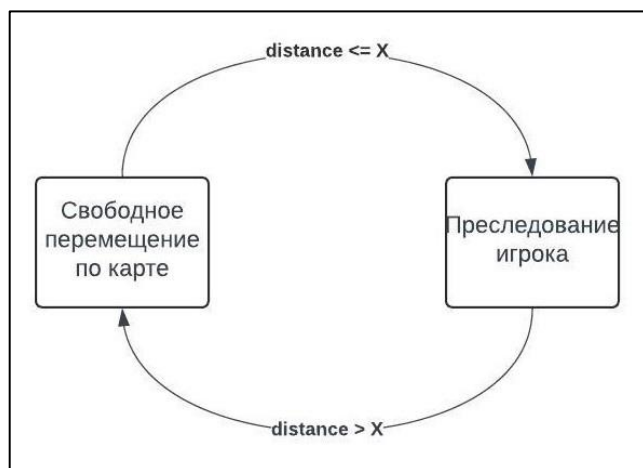 distance <= X
Свободное
перемещение
по карте
Преследование
игрока
distance > X